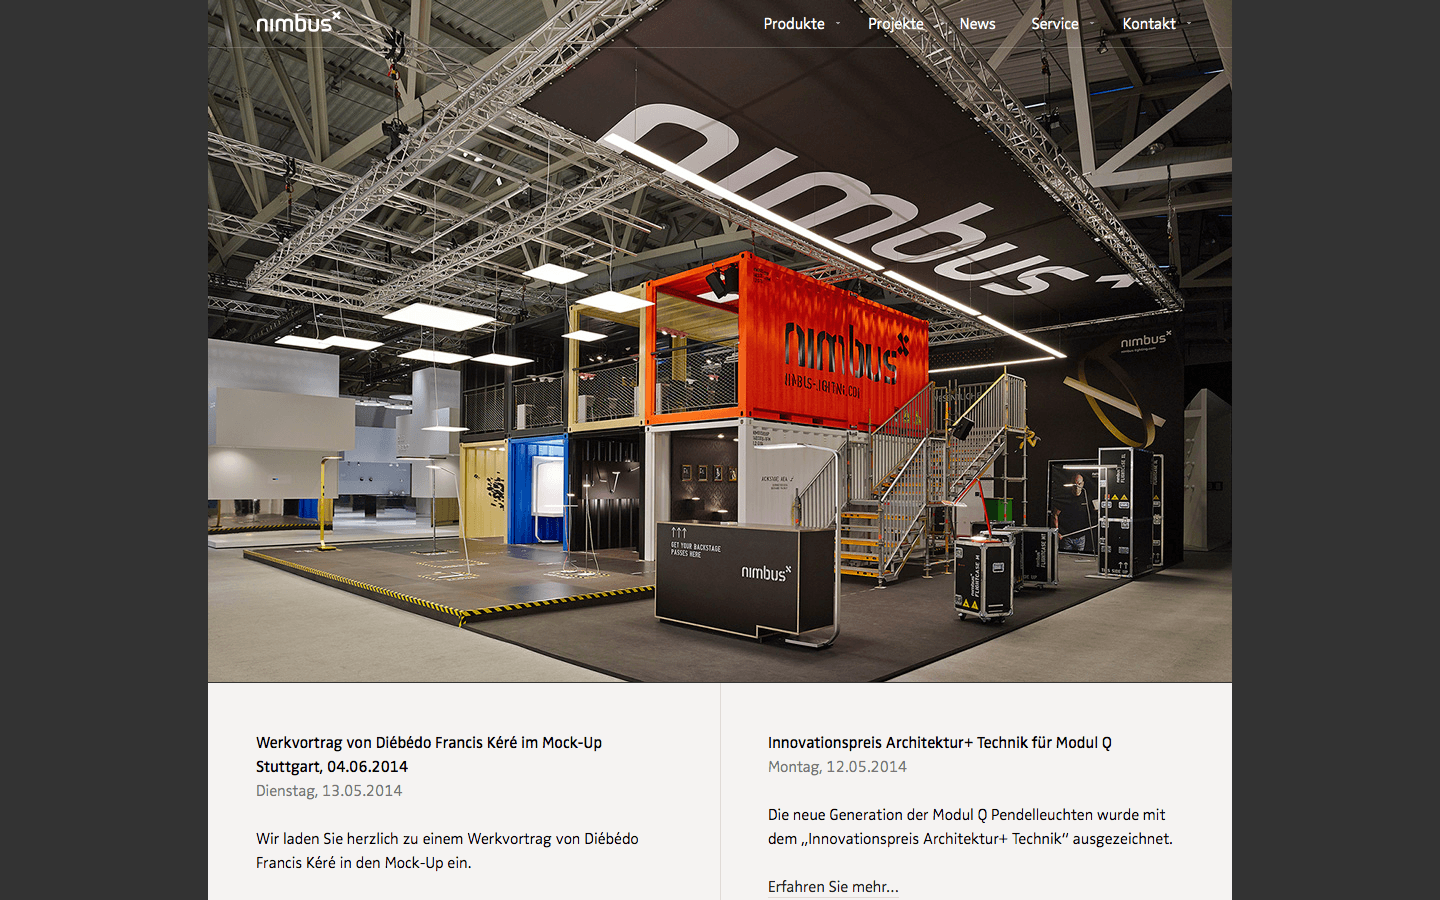 nimbus×
Produkte
Projekte
News
Service
Kontakt
nimbus×
nimbus×
nimbus×
GET YOUR BACKSTAGE
PASSES HERE
nimbus×
FLIGHTCASE
Werkvortrag von Diébédo Francis Kéré im Mock-Up
Stuttgart, 04.06.2014
Dienstag, 13.05.2014
Wir laden Sie herzlich zu einem Werkvortrag von Diébédo
Francis Kéré in den Mock-Up ein.
Innovationspreis Architektur+ Technik für Modul Q
Montag, 12.05.2014
Die neue Generation der Modul Q Pendelleuchten wurde mit
dem „Innovationspreis Architektur+ Technik“ ausgezeichnet.
Erfahren Sie mehr...